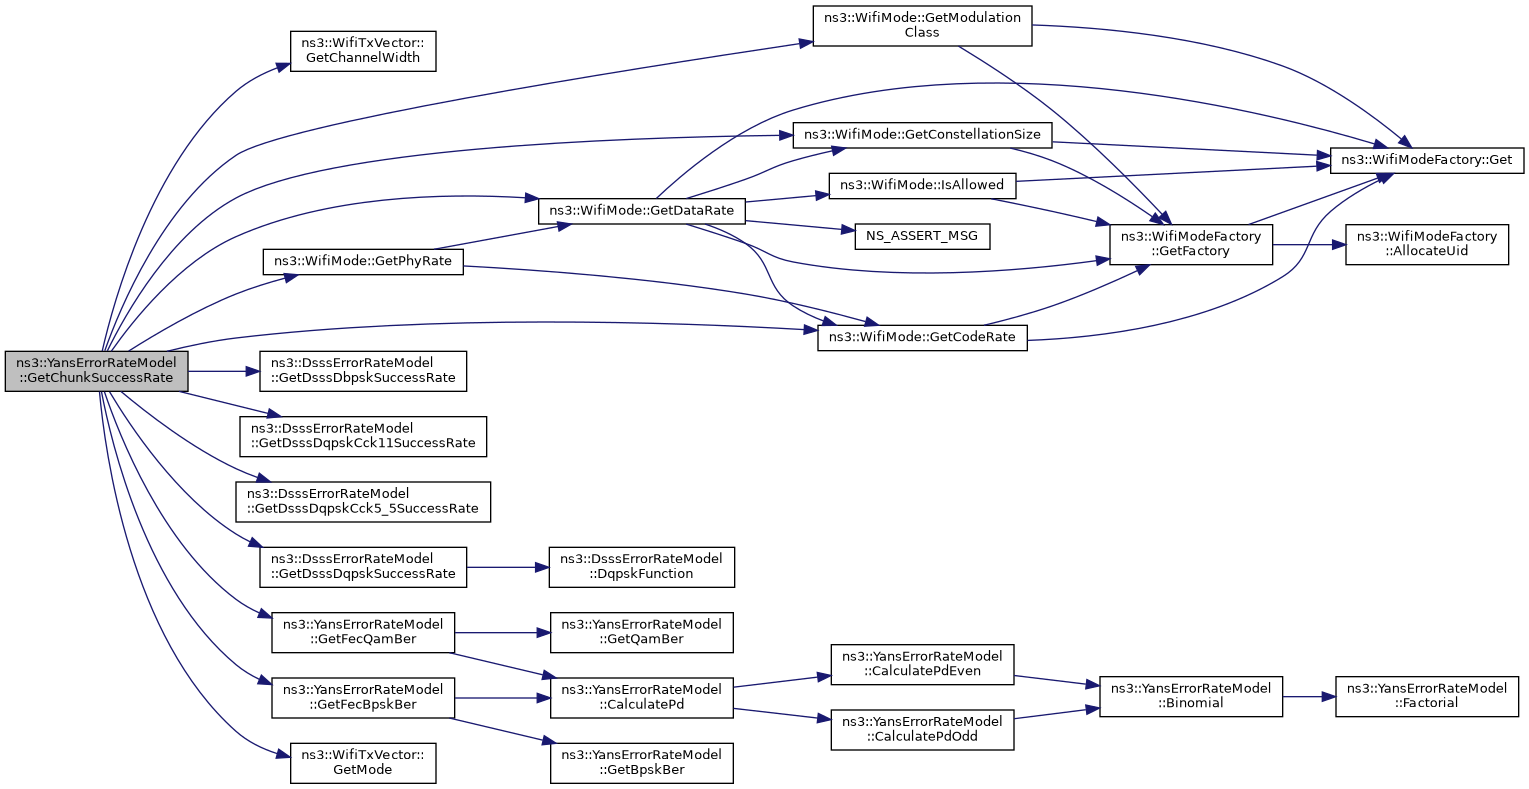 ns3::WifiMode::GetModulation
Class
ns3::WifiTxVector::
GetChannelWidth
ns3::WifiMode::GetConstellationSize
ns3::WifiModeFactory::Get
ns3::WifiMode::IsAllowed
ns3::WifiMode::GetDataRate
NS_ASSERT_MSG
ns3::WifiModeFactory
::GetFactory
ns3::WifiModeFactory
::AllocateUid
ns3::WifiMode::GetPhyRate
ns3::WifiMode::GetCodeRate
ns3::YansErrorRateModel
::GetChunkSuccessRate
ns3::DsssErrorRateModel
::GetDsssDbpskSuccessRate
ns3::DsssErrorRateModel
::GetDsssDqpskCck11SuccessRate
ns3::DsssErrorRateModel
::GetDsssDqpskCck5_5SuccessRate
ns3::DsssErrorRateModel
::GetDsssDqpskSuccessRate
ns3::DsssErrorRateModel
::DqpskFunction
ns3::YansErrorRateModel
::GetFecQamBer
ns3::YansErrorRateModel
::GetQamBer
ns3::YansErrorRateModel
::CalculatePdEven
ns3::YansErrorRateModel
::GetFecBpskBer
ns3::YansErrorRateModel
::CalculatePd
ns3::YansErrorRateModel
::Binomial
ns3::YansErrorRateModel
::Factorial
ns3::YansErrorRateModel
::CalculatePdOdd
ns3::WifiTxVector::
GetMode
ns3::YansErrorRateModel
::GetBpskBer